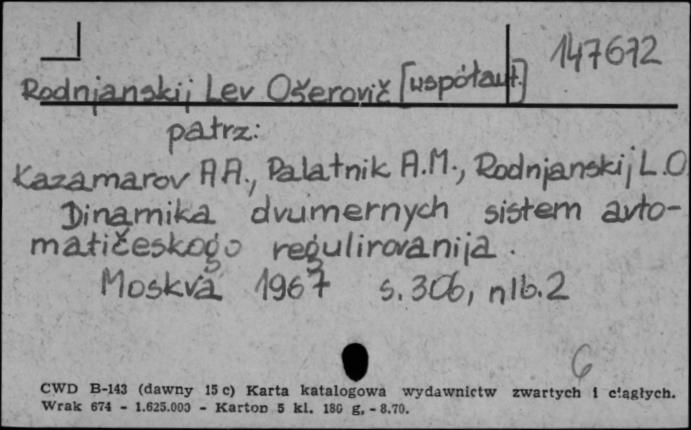 147672
Rodnjanskij Lev Ošerovič [współaut.]
patrz:
Kazamarov A A., Palatnik A.M., Rodnjanskij L.O
Dinamika dvumernych sistem avto-
matičeskogo regulirovanija.
Moskva 1967 s. 306, nlb. 2
6
CWD B-143 (dawny 15 c) Karta katalogowa wydawnictw zwartych i ciągłych.
Wrak 674 - 1.625.000 - Karton 5 kl. 180 g. - 8.70.